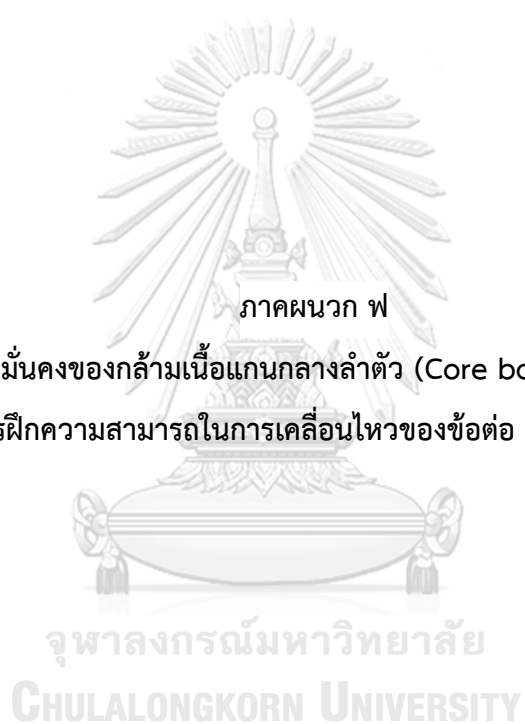 ภาคผนวก ฟ
มั่นคงของกล้ามเนื้อแกนกลางลำตัว (Core
ฝึกความสามารถในการเคลื่อนไหวของข้อต่อ
จุฬาลงกรณ์มหาวิทยาลัย
CHULALONGKORN UNIVERSITY